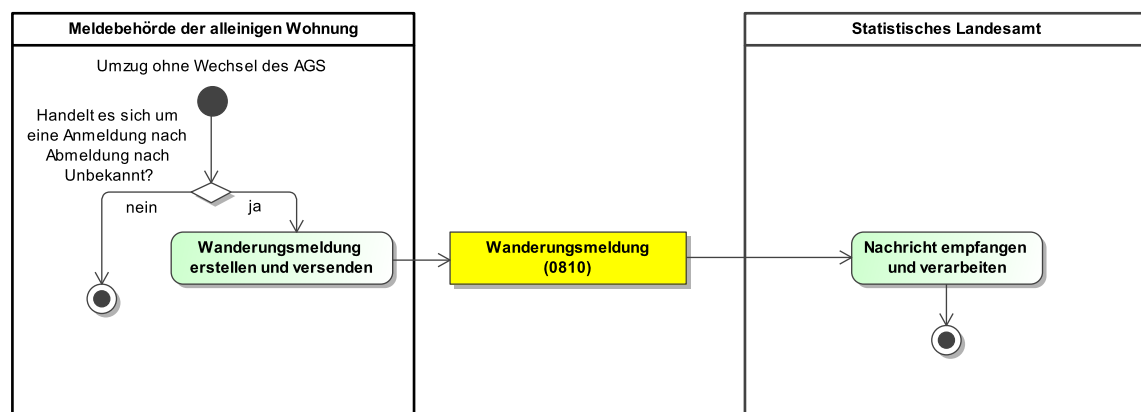 Meldebehörde der alleinigen Wohnung
Statistisches Landesamt
Umzug ohne Wechsel des AGS
Handelt es sich um
eine Anmeldung nach
Abmeldung nach
Unbekannt?
nein
ja
Wanderungsmeldung
erstellen und versenden
Wanderungsmeldung
(0810)
Nachricht empfangen
und verarbeiten